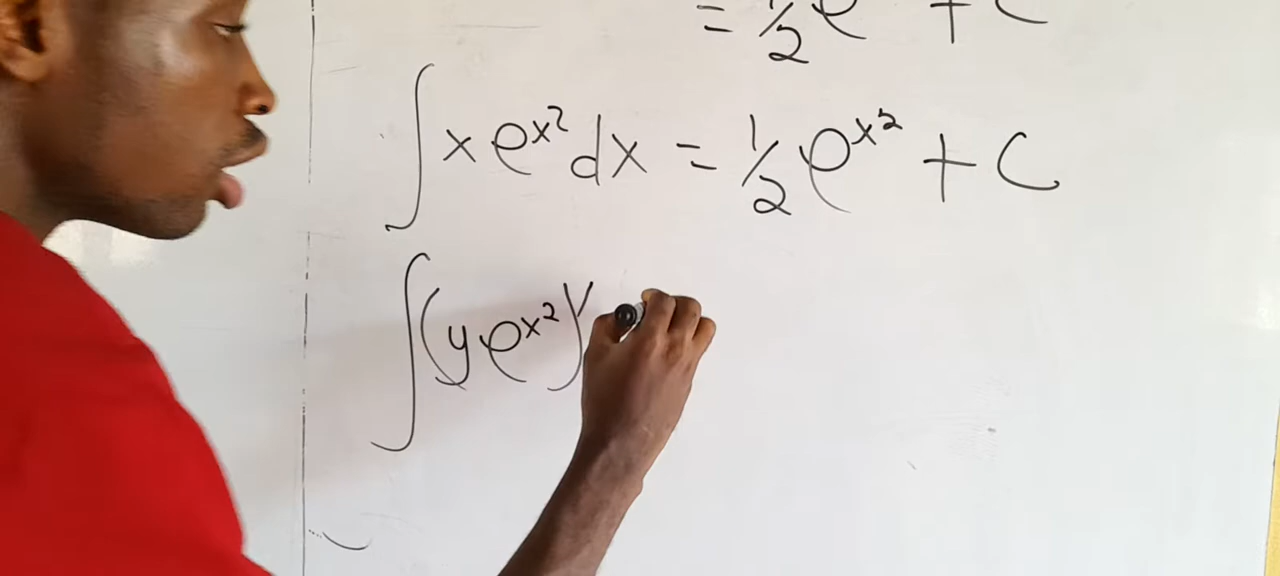 = ½e + C
∫xe^{x²}dx = ½e^{x²} + C
∫(ye^{x²})'